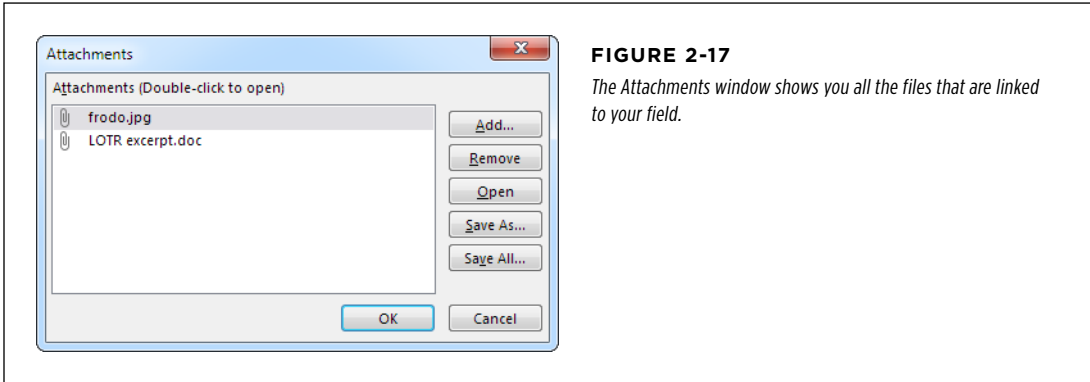 Attachments
Attachments (Double-click to open)
frodo.jpg
LOTR excerpt.doc
Add...
Remove
Open
Save As...
Save All...
OK
Cancel
FIGURE 2-17
The Attachments window shows you all the files that are linked
to your field.